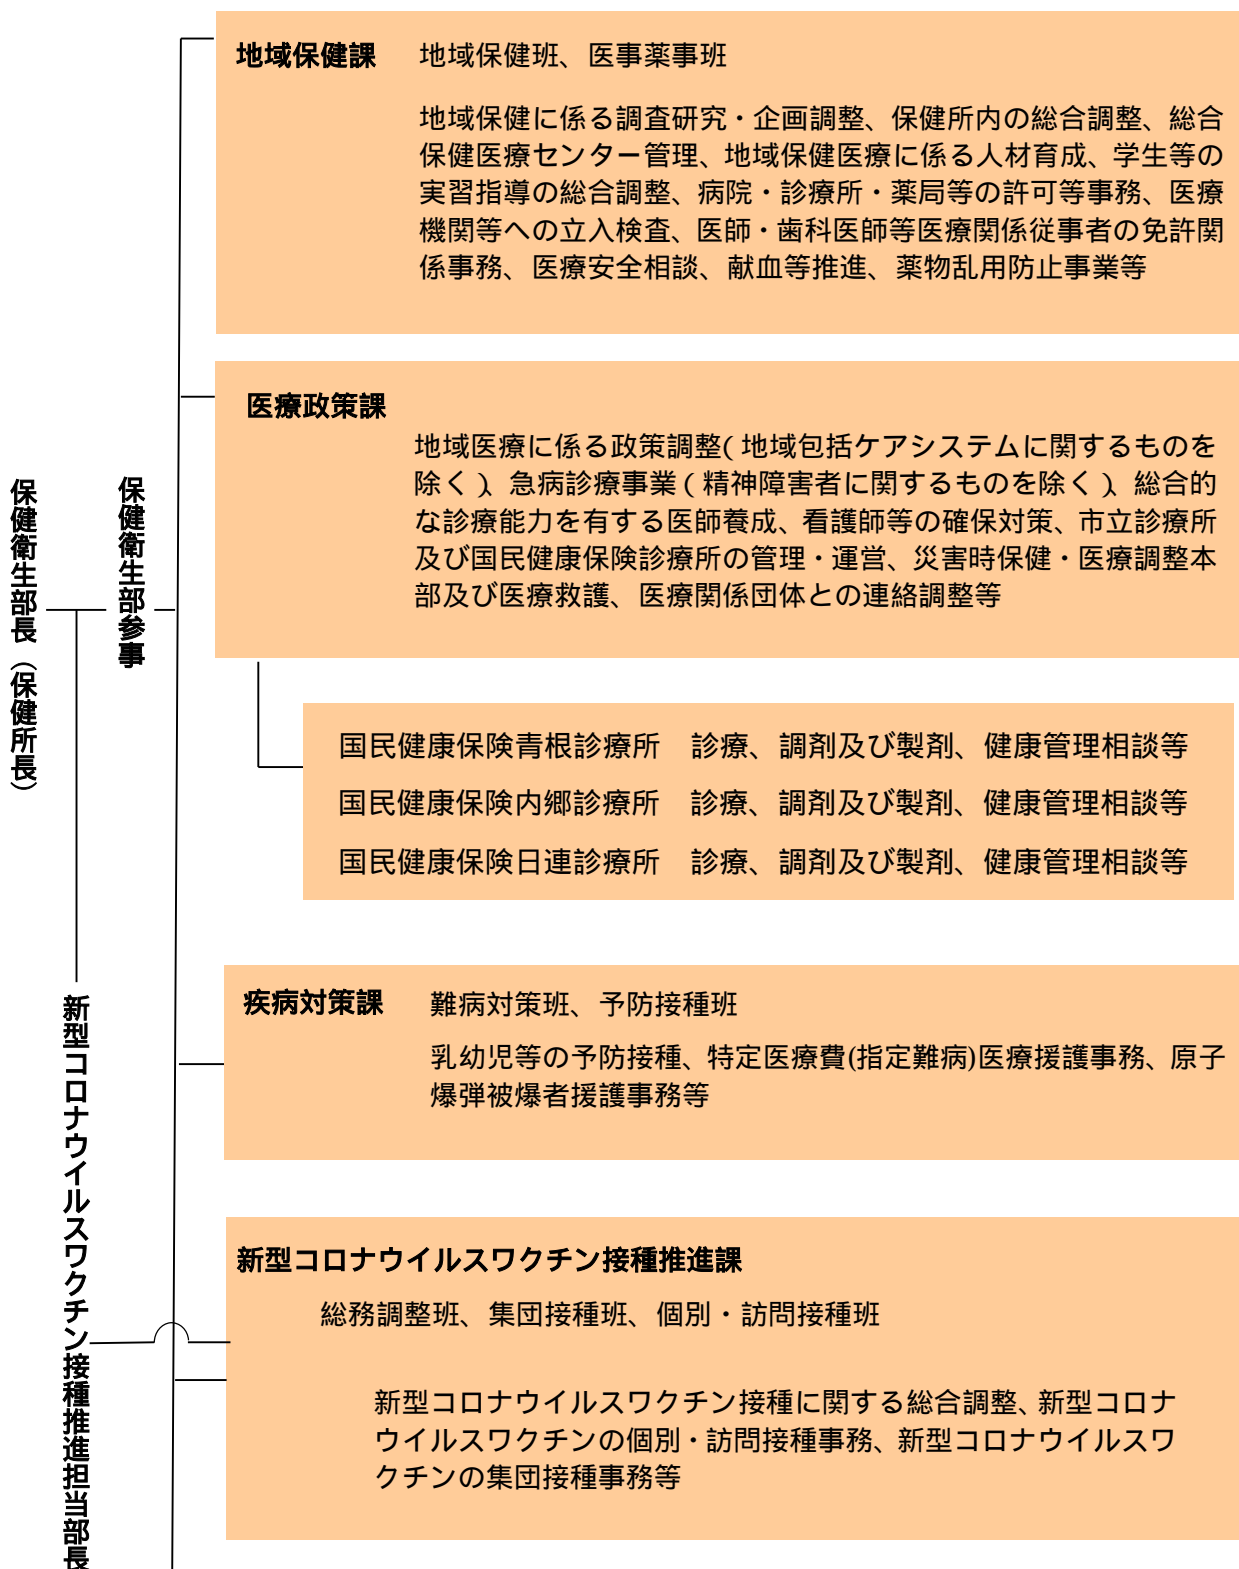 保健衛生部長（保健所長）
保健衛生部参事
新型コロナウイルスワクチン接種推進担当部長
地域保健課　地域保健班、医事薬事班
地域保健に係る調査研究・企画調整、保健所内の総合調整、総合
保健医療センター管理、地域保健医療に係る人材育成、学生等の
実習指導の総合調整、病院・診療所・薬局等の許可等事務、医療
機関等への立入検査、医師・歯科医師等医療関係従事者の免許関
係事務、医療安全相談、献血等推進、薬物乱用防止事業等
医療政策課
地域医療に係る政策調整（地域包括ケアシステムに関するものを
除く）、急病診療事業（精神障害者に関するものを除く）、総合的
な診療能力を有する医師養成、看護師等の確保対策、市立診療所
及び国民健康保険診療所の管理・運営、災害時保健・医療調整本
部及び医療救護、医療関係団体との連絡調整等
国民健康保険青根診療所　診療、調剤及び製剤、健康管理相談等
国民健康保険内郷診療所　診療、調剤及び製剤、健康管理相談等
国民健康保険日連診療所　診療、調剤及び製剤、健康管理相談等
疾病対策課　難病対策班、予防接種班
乳幼児等の予防接種、特定医療費(指定難病)医療援護事務、原子
爆弾被爆者援護事務等
新型コロナウイルスワクチン接種推進課
総務調整班、集団接種班、個別・訪問接種班
新型コロナウイルスワクチン接種に関する総合調整、新型コロナ
ウイルスワクチンの個別・訪問接種事務、新型コロナウイルスワ
クチンの集団接種事務等